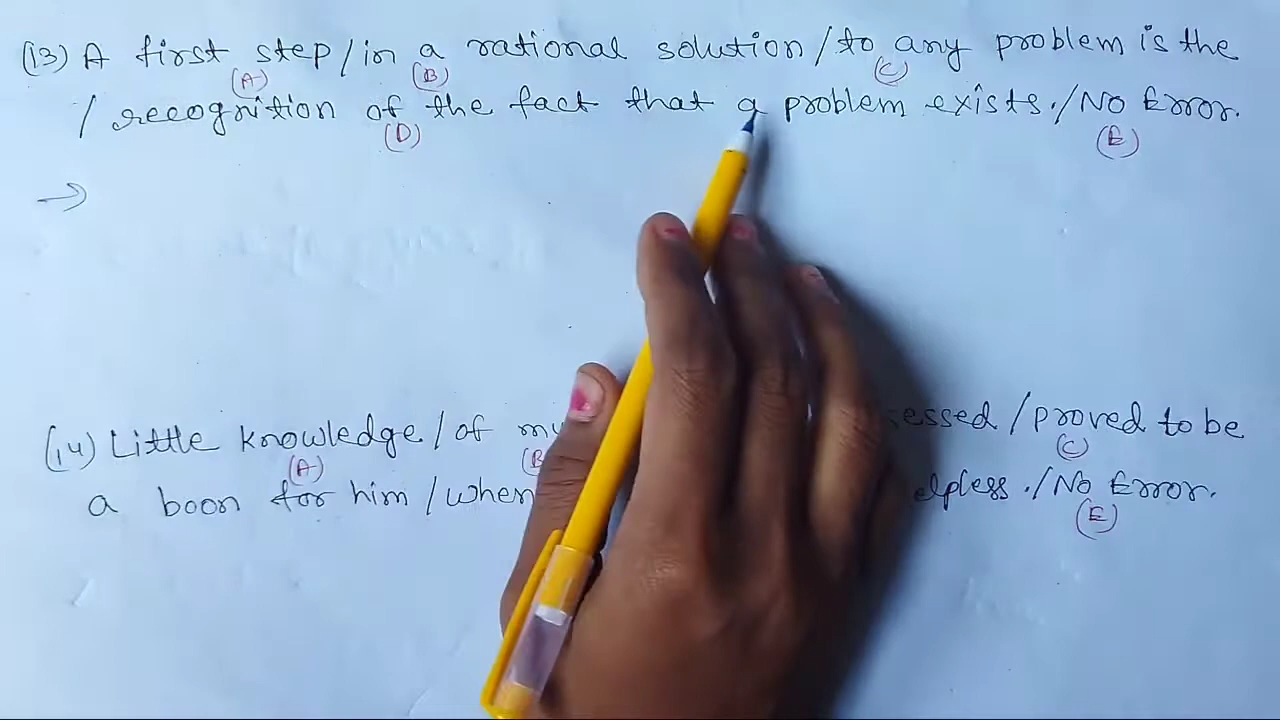 (13) A first step/in a rational solution/to any problem is the
(A) (B) (C)
/ recognition of the fact that a problem exists./No Error.
(D) (E)
→
(14) Little knowledge/of essed/proved to be
(A) (C)
a boon for him/when elpless./No Error.
(E)